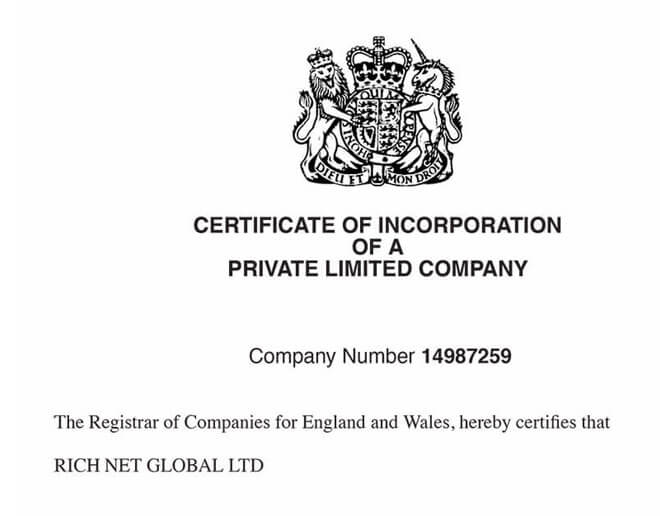 DIEU ET MON DROIT
CERTIFICATE OF INCORPORATION
OF A
PRIVATE LIMITED COMPANY
Company Number 14987259
The Registrar of Companies for England and Wales, hereby certifies that
RICH NET GLOBAL LTD